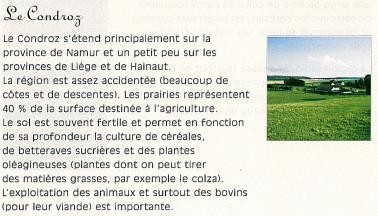 Le Condroz
Le Condroz s'étend principalement sur la
province de Namur et un petit peu sur les
provinces de Liège et de Hainaut.
La région est assez accidentée (beaucoup de
côtes et de descentes). Les prairies représentent
40 % de la surface destinée à l'agriculture.
Le sol est souvent fertile et permet en fonction
de sa profondeur la culture de céréales,
de betteraves sucrières et des plantes
oléagineuses (plantes dont on peut tirer
des matières grasses, par exemple le colza).
L'exploitation des animaux et surtout des bovins
(pour leur viande) est importante.